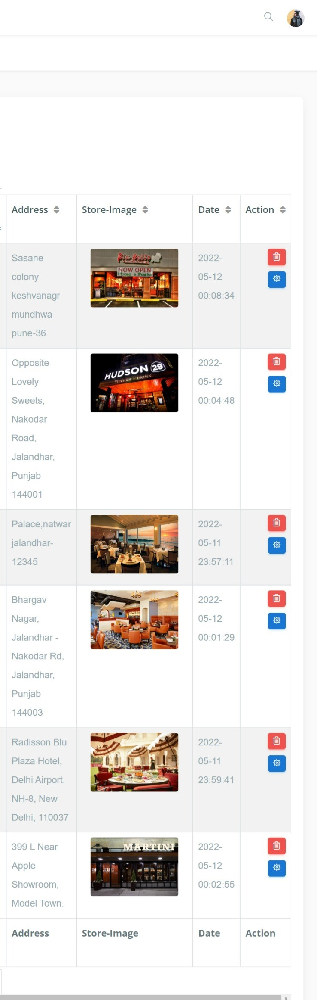 Address Store-Image Date Action
Sasane
colony
keshvanagr
mundhwa
pune-36
Piu Bello
NOW OPEN
Pizza & Pasta
2022-
05-12
00:08:34
Opposite
Lovely
Sweets,
Nakodar
Road,
Jalandhar,
Punjab
144001
HUDSON 29
KITCHEN + DRINK
2022-
05-12
00:04:48
Palace,natwar
jalandhar-
12345
2022-
05-11
23:57:11
Bhargav
Nagar,
Jalandhar -
Nakodar Rd,
Jalandhar,
Punjab
144003
2022-
05-12
00:01:29
Radisson Blu
Plaza Hotel,
Delhi Airport,
NH-8, New
Delhi, 110037
2022-
05-11
23:59:41
399 L Near
Apple
Showroom,
Model Town.
MARTINI
2022-
05-12
00:02:55
Address Store-Image Date Action